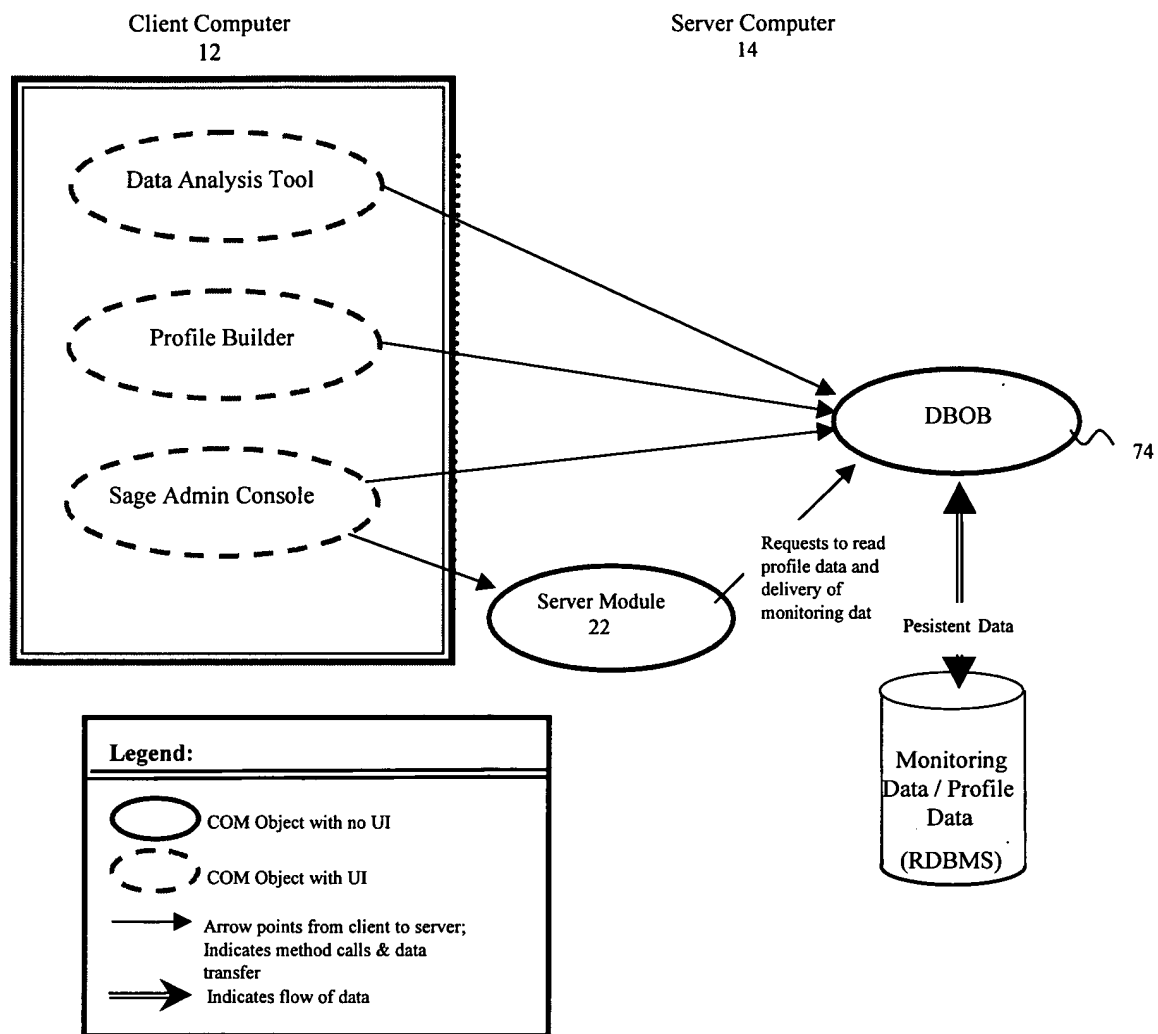 Client Computer
12
Server Computer
14
Data Analysis Tool
Profile Builder
Sage Admin Console
DBOB
74
Server Module
22
Requests to read
profile data and
delivery of
monitoring dat
Pesistent Data
Monitoring
Data / Profile
Data
(RDBMS)
Legend:
COM Object with no UI
COM Object with UI
Arrow points from client to server;
Indicates method calls & data
transfer
Indicates flow of data